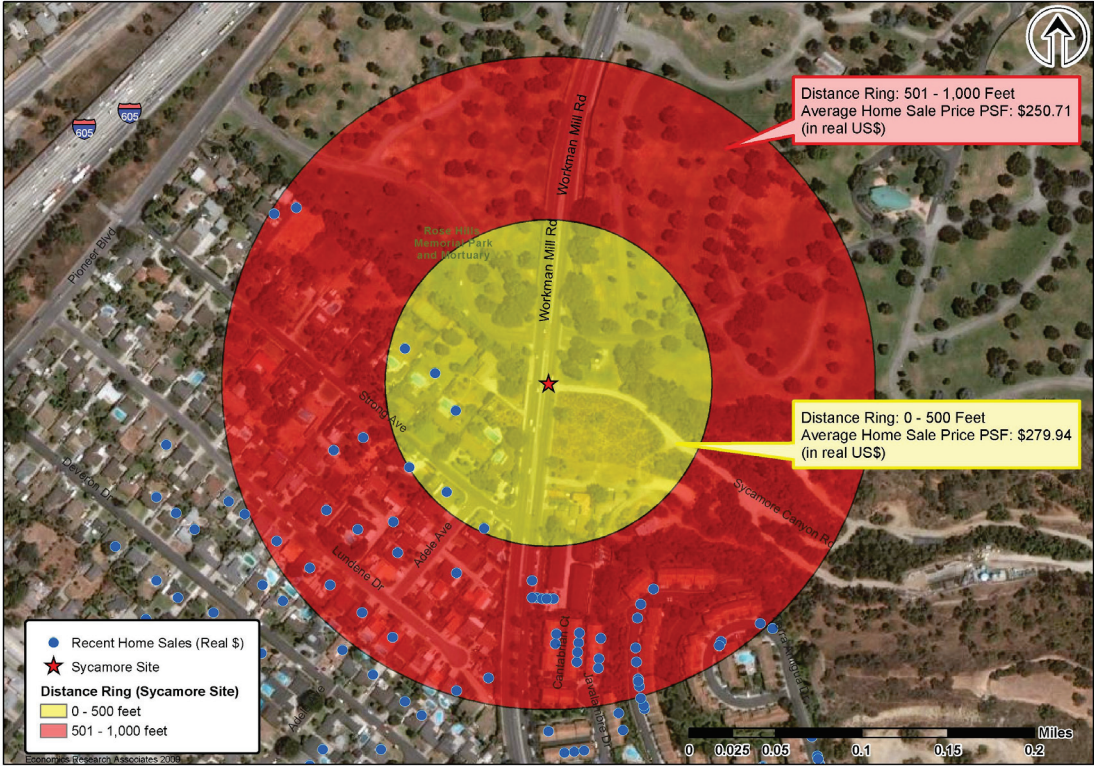 605
605
Workman Mill Rd
Distance Ring: 501 - 1,000 Feet
Average Home Sale Price PSF: $250.71
(in real US$)
Pioneer Blvd
Rose Hills
Memorial Park
and Mortuary
Workman Mill Rd
Strong Ave
Distance Ring: 0 - 500 Feet
Average Home Sale Price PSF: $279.94
(in real US$)
Deveron Dr
Sycamore Canyon Rd
Adele Ave
Lundene Dr
Cantabrian Ct
Javalambre Dr
Recent Home Sales (Real $)
Sycamore Site
Distance Ring (Sycamore Site)
0 - 500 feet
501 - 1,000 feet
Miles
0 0.025 0.05 0.1 0.15 0.2
Economics Research Associates 2009